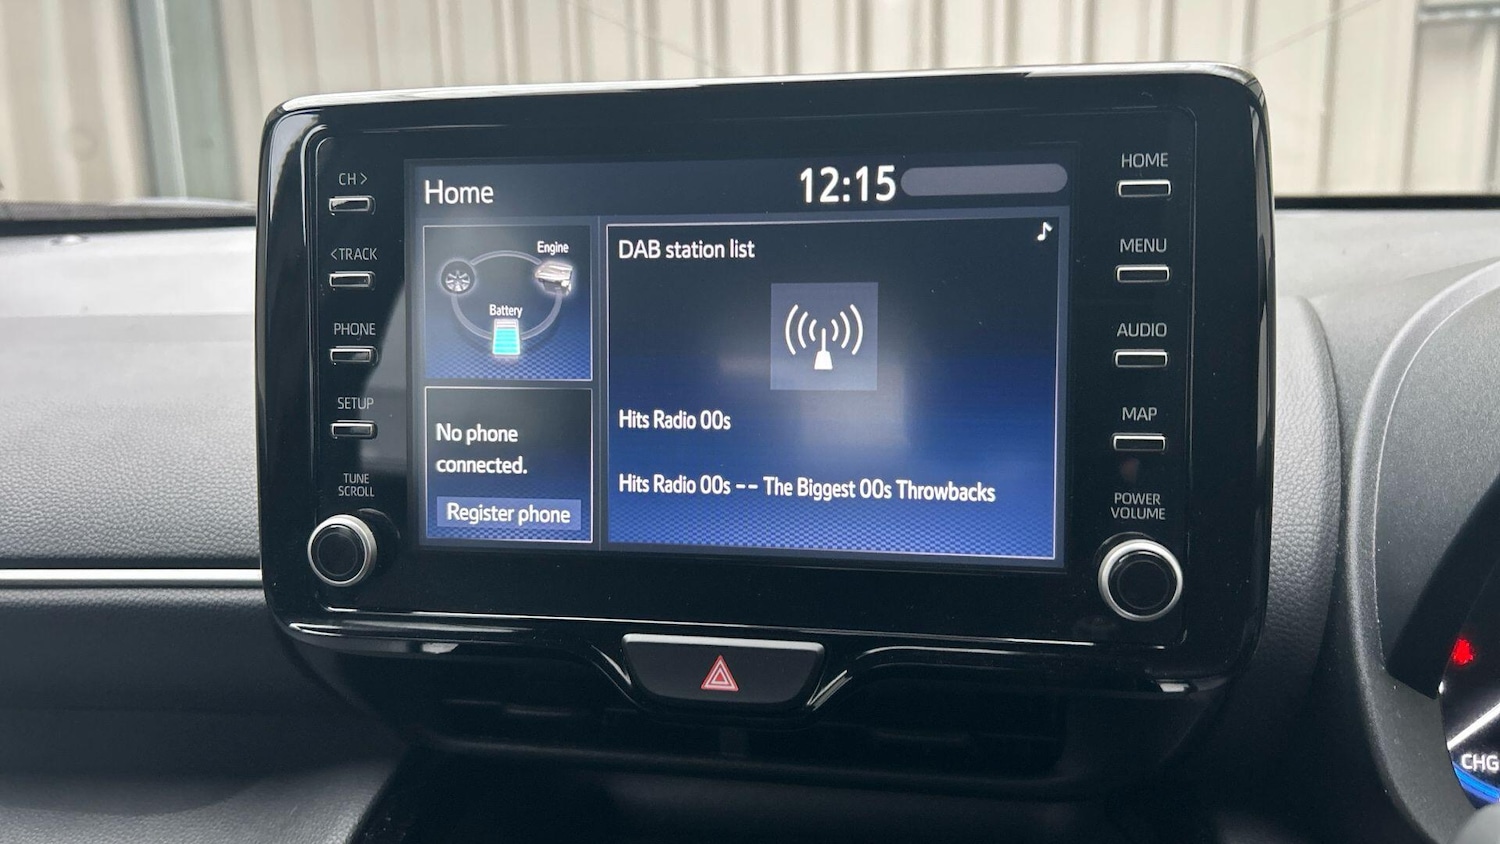 CH >
< TRACK
PHONE
SETUP
TUNE
SCROLL
Home
12:15
Engine
Battery
No phone
connected.
Register phone
DAB station list
Hits Radio 00s
Hits Radio 00s -- The Biggest 00s Throwbacks
HOME
MENU
AUDIO
MAP
POWER
VOLUME
CHG